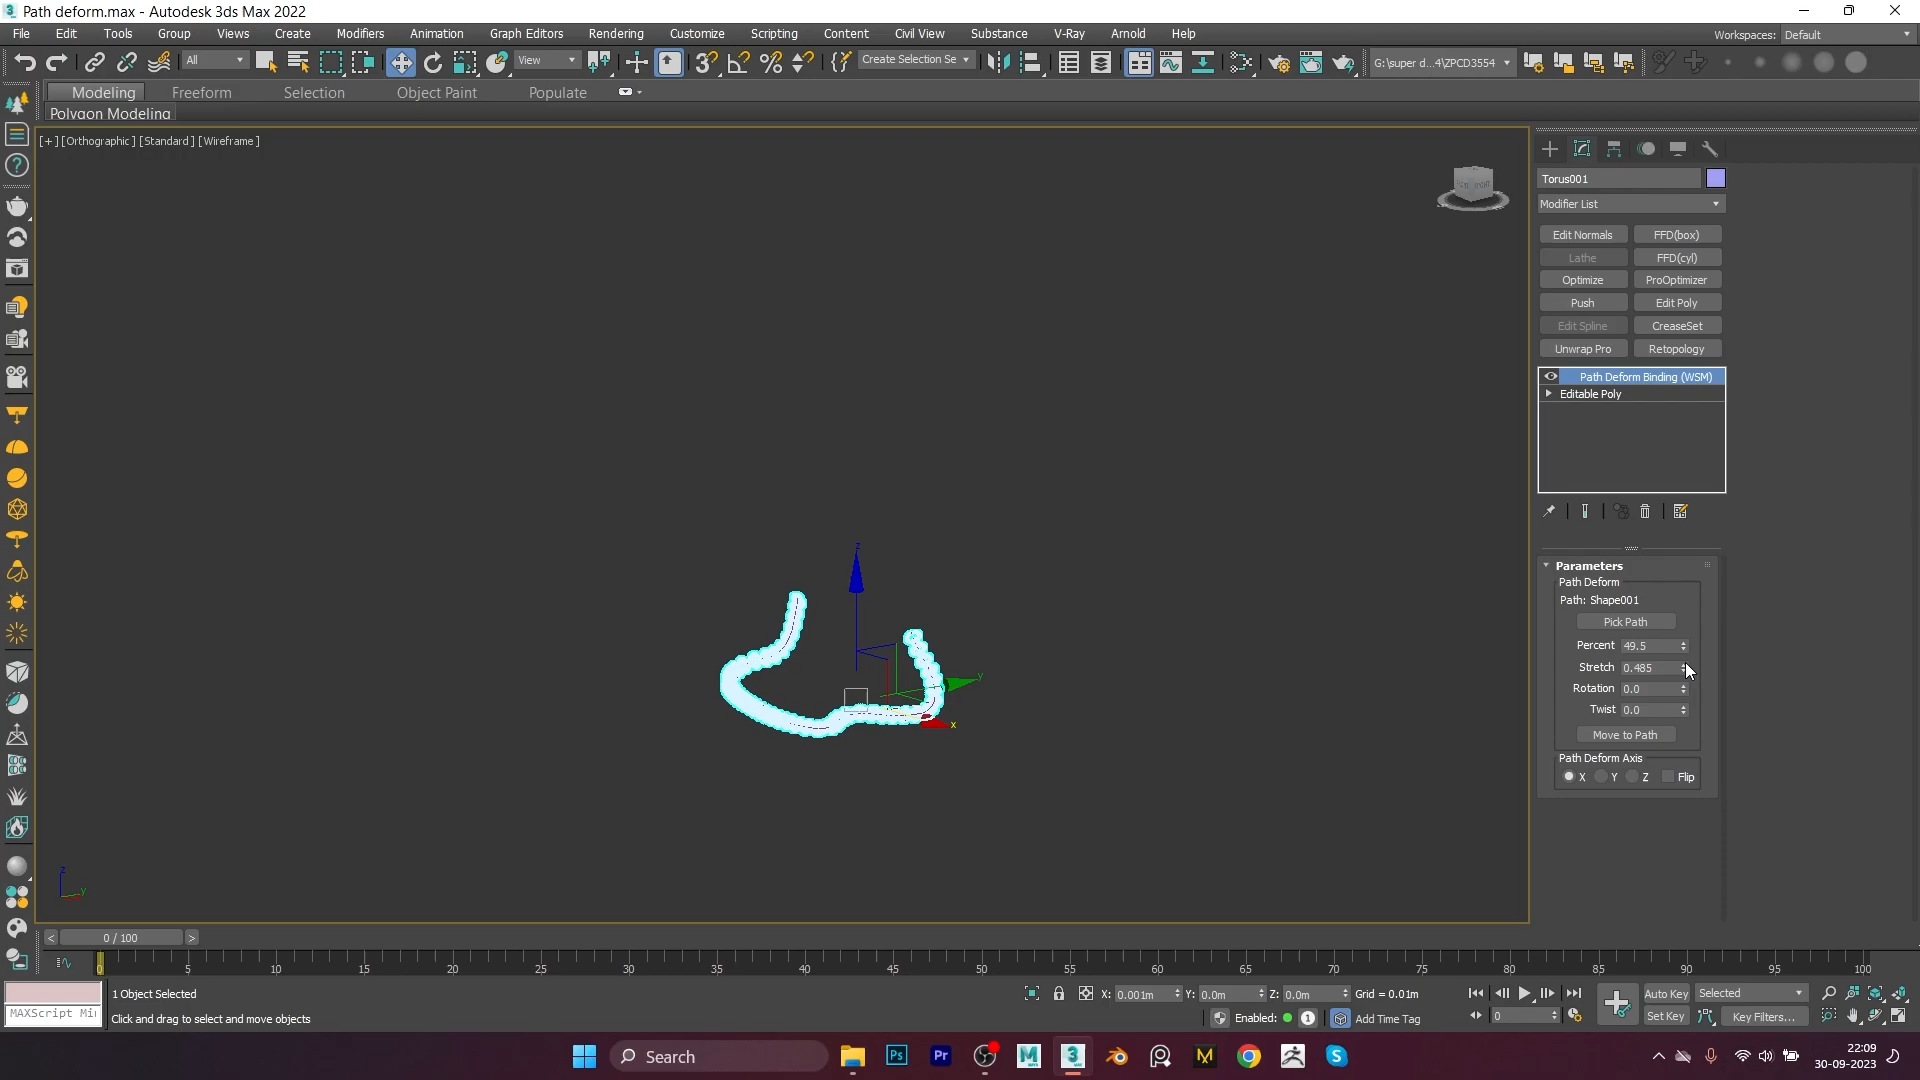 Path deform.max - Autodesk 3ds Max 2022
File Edit Tools Group Views Create Modifiers Animation Graph Editors Rendering Customize Scripting Content Civil View Substance V-Ray Arnold Help
Workspaces: Default
All View Create Selection Se G:\super d...4\ZPCD3554
Modeling Freeform Selection Object Paint Populate
Polygon Modeling
[+] [Orthographic] [Standard] [Wireframe]
Torus001
Modifier List
Edit Normals FFD(box)
Lathe FFD(cyl)
Optimize ProOptimizer
Push Edit Poly
Edit Spline CreaseSet
Unwrap Pro Retopology
Path Deform Binding (WSM)
Editable Poly
Parameters
Path Deform
Path: Shape001
Pick Path
Percent 49.5
Stretch 0.485
Rotation 0.0
Twist 0.0
Move to Path
Path Deform Axis
X Y Z Flip
z
y
x
z
y
< 0 / 100 >
0 5 10 15 20 25 30 35 40 45 50 55 60 65 70 75 80 85 90 95 100
1 Object Selected X: 0.001m Y: 0.0m Z: 0.0m Grid = 0.01m Auto Key Selected
MAXScript Mi Click and drag to select and move objects Enabled: 1 Add Time Tag 0 Set Key Key Filters...
Search Ps Pr M 3 M S
22:09
30-09-2023